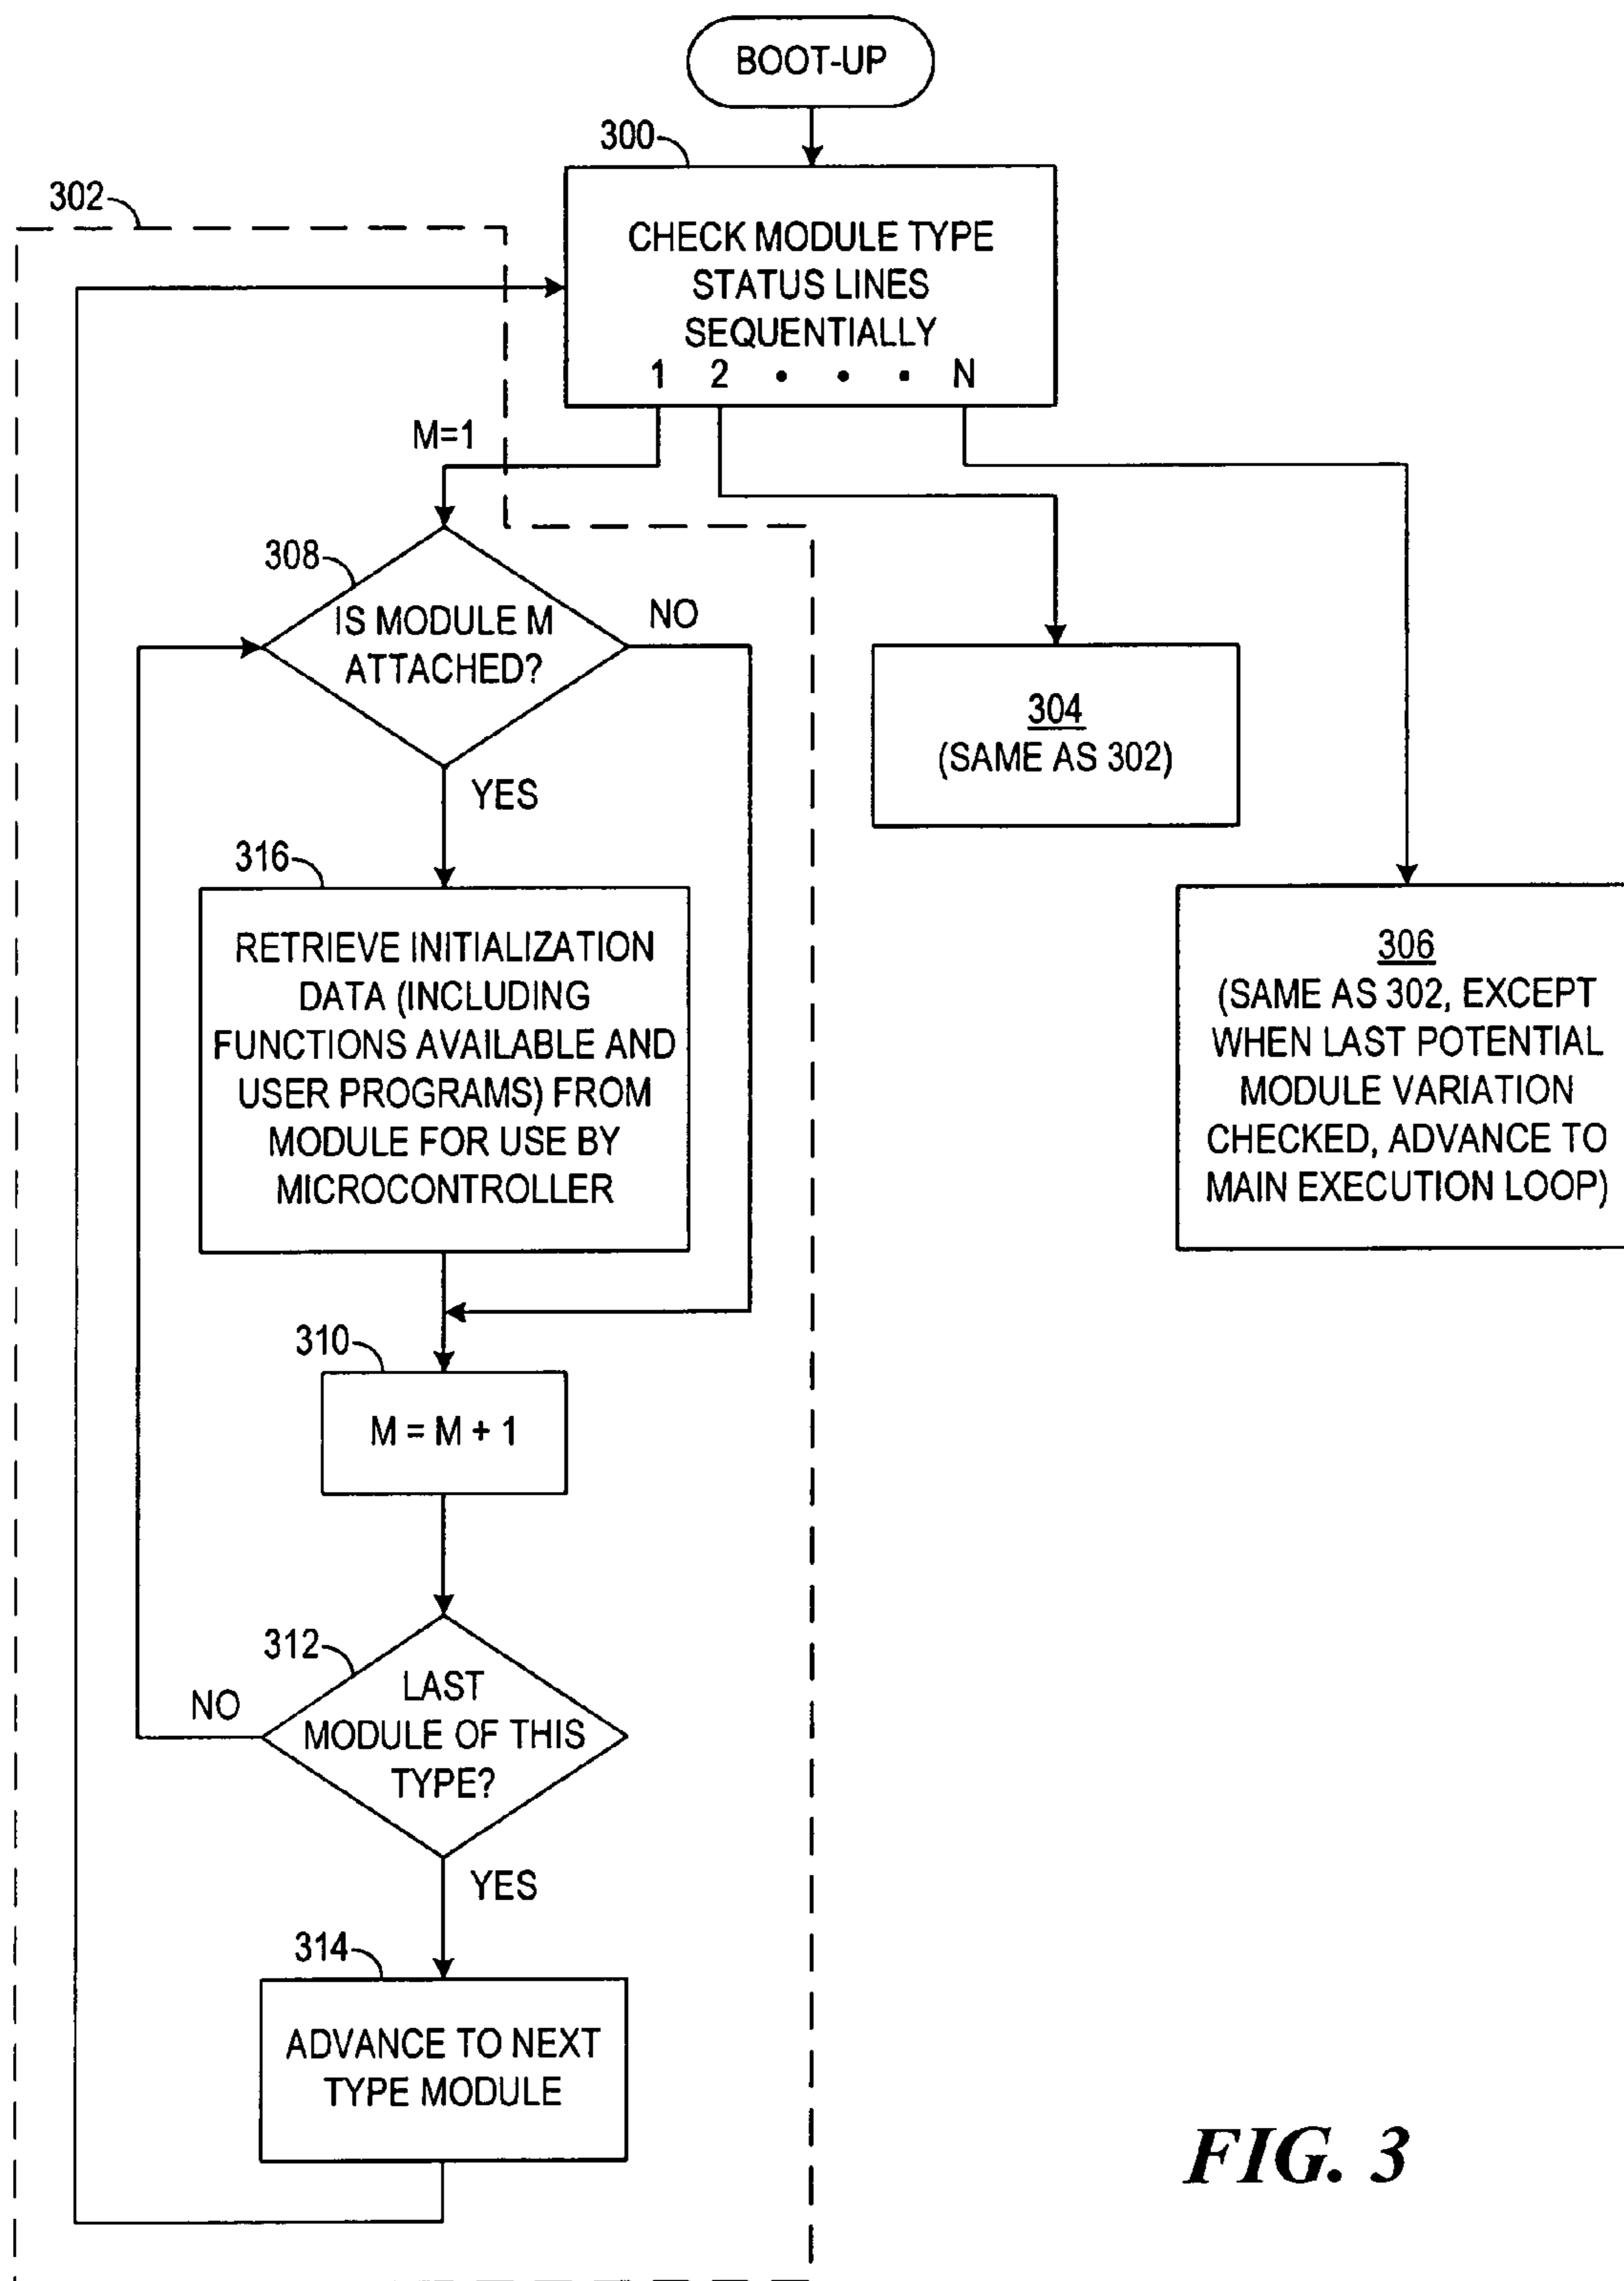 BOOT-UP
300
302
CHECK MODULE TYPE
STATUS LINES
SEQUENTIALLY
1 2 • • • N
M=1
308
IS MODULE M
ATTACHED?
NO
YES
304
(SAME AS 302)
316
RETRIEVE INITIALIZATION
DATA (INCLUDING
FUNCTIONS AVAILABLE AND
USER PROGRAMS) FROM
MODULE FOR USE BY
MICROCONTROLLER
306
(SAME AS 302, EXCEPT
WHEN LAST POTENTIAL
MODULE VARIATION
CHECKED, ADVANCE TO
MAIN EXECUTION LOOP)
310
M = M + 1
312
LAST
MODULE OF THIS
TYPE?
NO
YES
314
ADVANCE TO NEXT
TYPE MODULE
FIG. 3